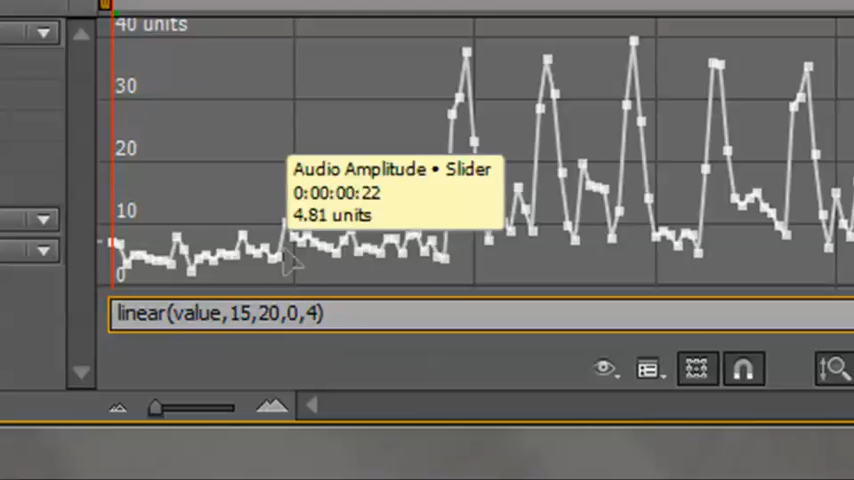 40 units
30
20
Audio Amplitude • Slider
0:00:00:22
4.81 units
10
0
linear(value,15,20,0,4)